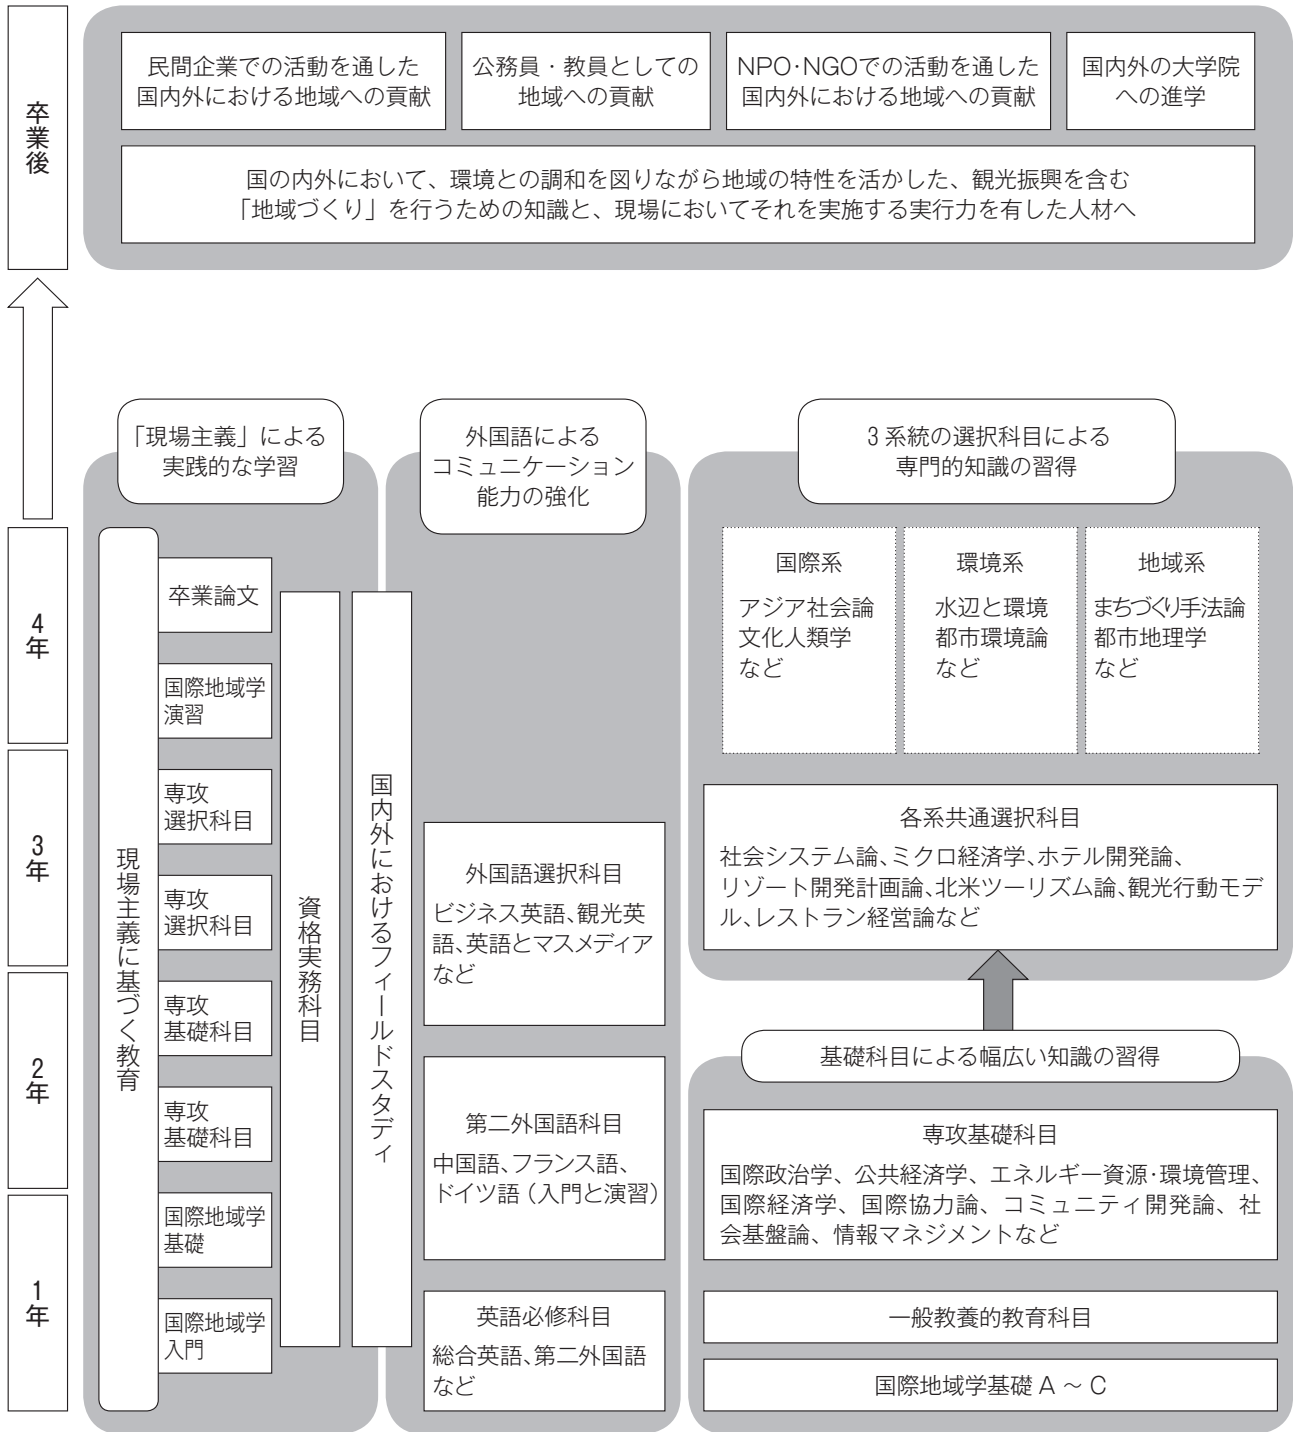 卒業後
民間企業での活動を通した
国内外における地域への貢献
公務員・教員としての
地域への貢献
NPO･NGOでの活動を通した
国内外における地域への貢献
国内外の大学院
への進学
国の内外において、環境との調和を図りながら地域の特性を活かした、観光振興を含む
「地域づくり」を行うための知識と、現場においてそれを実施する実行力を有した人材へ
4年
3年
2年
1年
「現場主義」による
実践的な学習
現場主義に基づく教育
卒業論文
国際地域学
演習
専攻
選択科目
専攻
選択科目
専攻
基礎科目
専攻
基礎科目
国際地域学
基礎
国際地域学
入門
資格実務科目
国内外におけるフィールドスタディ
外国語による
コミュニケーション
能力の強化
外国語選択科目
ビジネス英語、観光英
語、英語とマスメディア
など
第二外国語科目
中国語、フランス語、
ドイツ語（入門と演習）
英語必修科目
総合英語、第二外国語
など
3系統の選択科目による
専門的知識の習得
国際系
アジア社会論
文化人類学
など
環境系
水辺と環境
都市環境論
など
地域系
まちづくり手法論
都市地理学
など
各系共通選択科目
社会システム論、ミクロ経済学、ホテル開発論、
リゾート開発計画論、北米ツーリズム論、観光行動モデ
ル、レストラン経営論など
基礎科目による幅広い知識の習得
専攻基礎科目
国際政治学、公共経済学、エネルギー資源･環境管理、
国際経済学、国際協力論、コミュニティ開発論、社
会基盤論、情報マネジメントなど
一般教養的教育科目
国際地域学基礎 A ～ C